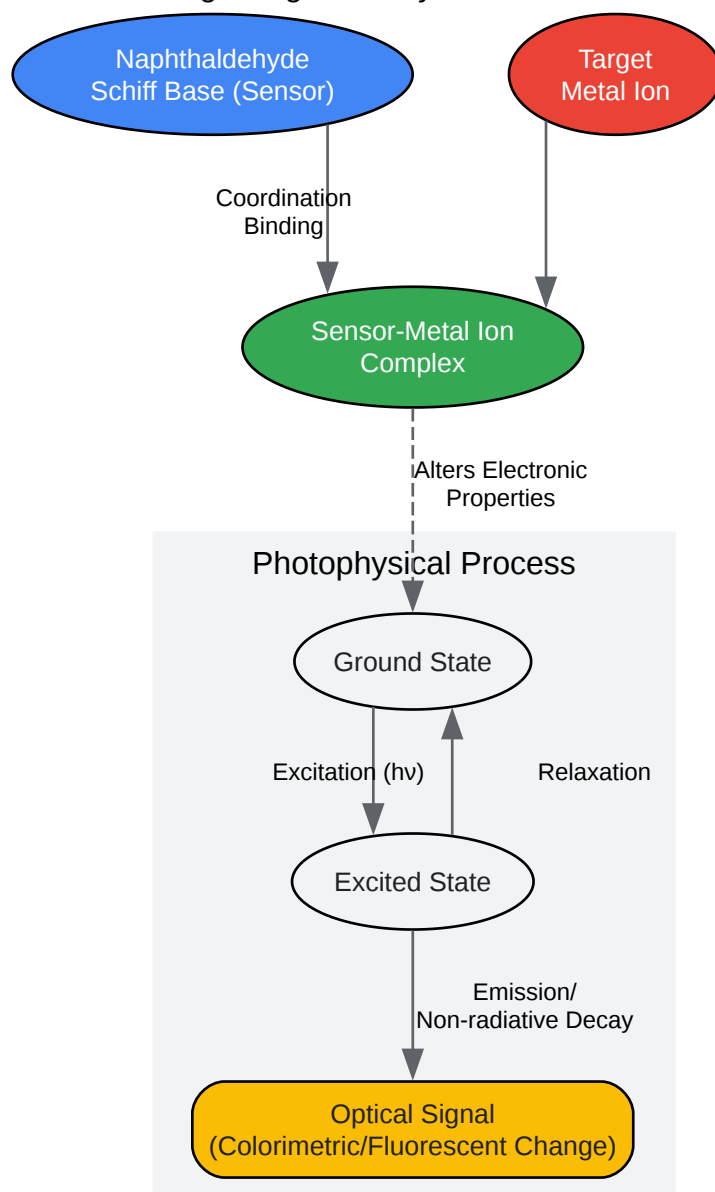 Naphthaldehyde
Schiff Base (Sensor)
Target
Metal Ion
Coordination
Binding
Sensor-Metal Ion
Complex
Alters Electronic
Properties
Photophysical Process
Ground State
Excitation (hν)
Relaxation
Excited State
Emission/
Non-radiative Decay
Optical Signal
(Colorimetric/Fluorescent Change)